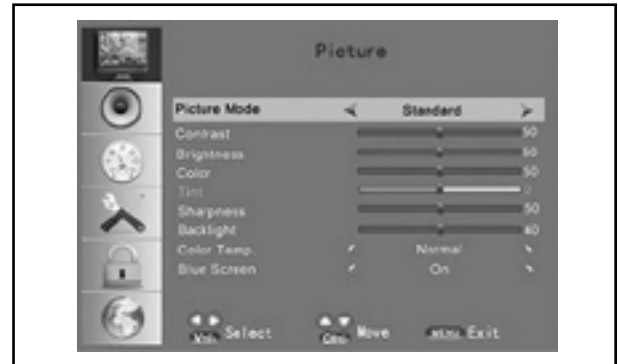 Picture
Picture Mode Standard
Contrast 50
Brightness 50
Color 50
Tint
Sharpness 50
Backlight 40
Color Temp. Normal
Blue Screen On
Select Move MENU Exit